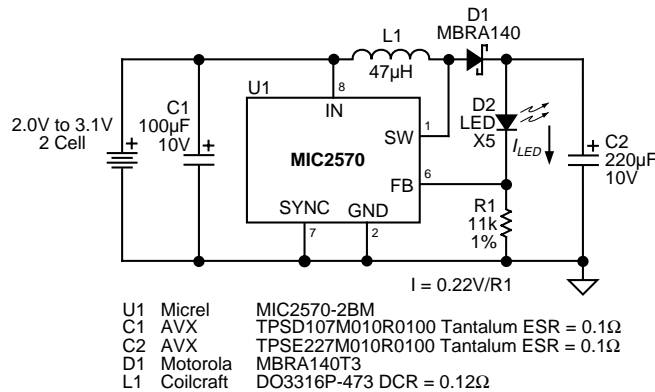 D1
MBRA140
L1
47µH
U1
8
IN
C1
100µF
10V
2.0V to 3.1V
2 Cell
+
+
MIC2570
SW
1
FB
6
SYNC
GND
7
2
D2
LED
X5
ILED
+
C2
220µF
10V
R1
11k
1%
I = 0.22V/R1
U1 Micrel MIC2570-2BM
C1 AVX TPSD107M010R0100 Tantalum ESR = 0.1Ω
C2 AVX TPSE227M010R0100 Tantalum ESR = 0.1Ω
D1 Motorola MBRA140T3
L1 Coilcraft DO3316P-473 DCR = 0.12Ω